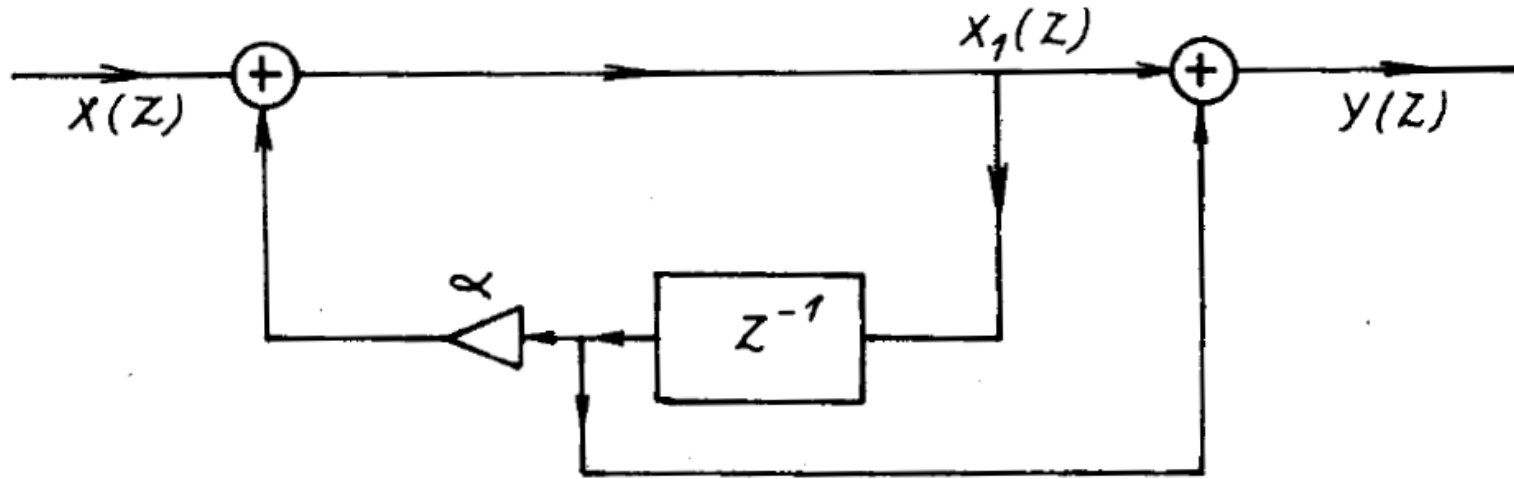 X₁(Z)
+
+
X(Z)
Y(Z)
α
Z⁻¹